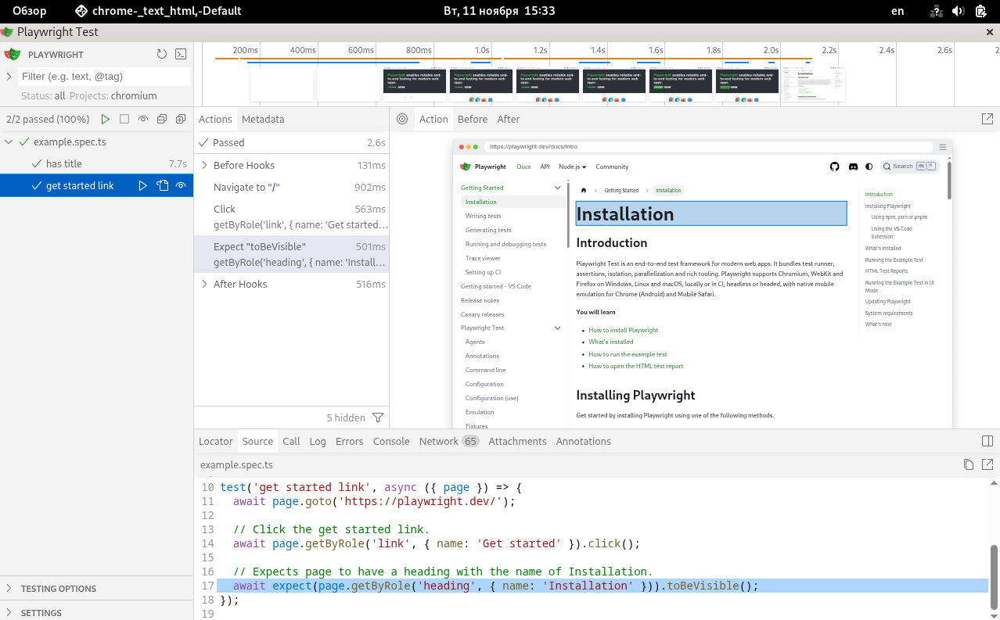 Обзор
chrome-_text_html,-Default
Вт, 11 ноября 15:33
en
Playwright Test
PLAYWRIGHT
Filter (e.g. text, @tag)
Status: all Projects: chromium
2/2 passed (100%)
example.spec.ts
has title 7.7s
get started link
TESTING OPTIONS
SETTINGS
200ms 400ms 600ms 800ms 1.0s 1.2s 1.4s 1.6s 1.8s 2.0s 2.2s 2.4s 2.6s
Actions Metadata
Passed 2.6s
Before Hooks 131ms
Navigate to "/" 902ms
Click 563ms
getByRole('link', { name: 'Get started…
Expect "toBeVisible" 501ms
getByRole('heading', { name: 'Install…
After Hooks 516ms
5 hidden
Action Before After
https://playwright.dev/docs/intro
Playwright Docs API Node.js Community Search
Getting Started
Installation
Writing tests
Generating tests
Running and debugging tests
Trace viewer
Setting up CI
Getting started - VS Code
Release notes
Canary releases
Playwright Test
Agents
Annotations
Command line
Configuration
Configuration (use)
Emulation
Fixtures
Getting Started › Installation
Installation
Introduction
Playwright Test is an end-to-end test framework for modern web apps. It bundles test runner,
assertions, isolation, parallelization and rich tooling. Playwright supports Chromium, WebKit and
Firefox on Windows, Linux and macOS, locally or in CI, headless or headed, with native mobile
emulation for Chrome (Android) and Mobile Safari.
You will learn
How to install Playwright
What's installed
How to run the example test
How to open the HTML test report
Installing Playwright
Get started by installing Playwright using one of the following methods.
Introduction
Installing Playwright
Using npm, yarn or pnpm
Using the VS Code
Extension
What's Installed
Running the Example Test
HTML Test Reports
Running the Example Test in UI
Mode
Updating Playwright
System requirements
What's next
Locator Source Call Log Errors Console Network 65 Attachments Annotations
example.spec.ts
10 test('get started link', async ({ page }) => {
11 await page.goto('https://playwright.dev/');
12
13 // Click the get started link.
14 await page.getByRole('link', { name: 'Get started' }).click();
15
16 // Expects page to have a heading with the name of Installation.
17 await expect(page.getByRole('heading', { name: 'Installation' })).toBeVisible();
18 });
19